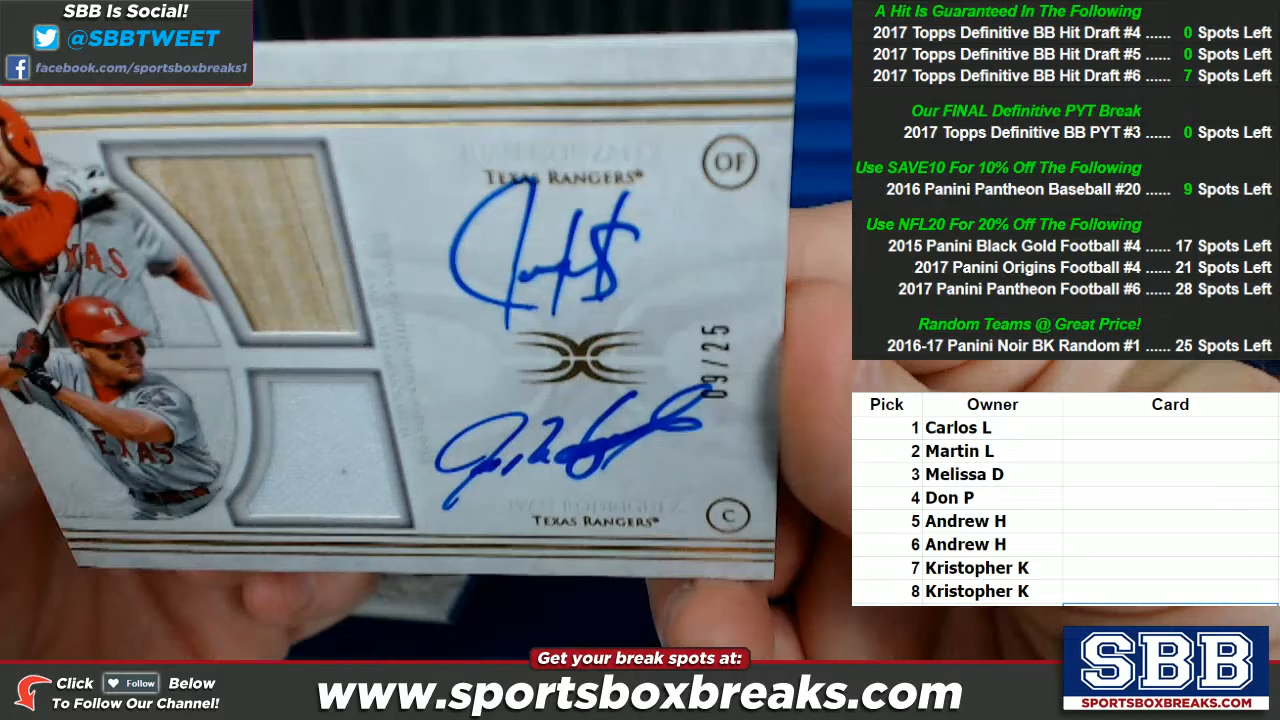 SBB Is Social!
@SBBTWEET
facebook.com/sportsboxbreaks1
TEXAS RANGERS®
OF
TEXAS
09/25
TEXAS
TEXAS RANGERS®
C
A Hit Is Guaranteed In The Following
2017 Topps Definitive BB Hit Draft #4 ...... 0 Spots Left
2017 Topps Definitive BB Hit Draft #5 ...... 0 Spots Left
2017 Topps Definitive BB Hit Draft #6 ...... 7 Spots Left
Our FINAL Definitive PYT Break
2017 Topps Definitive BB PYT #3 ...... 0 Spots Left
Use SAVE10 For 10% Off The Following
2016 Panini Pantheon Baseball #20 ...... 9 Spots Left
Use NFL20 For 20% Off The Following
2015 Panini Black Gold Football #4 ...... 17 Spots Left
2017 Panini Origins Football #4 ...... 21 Spots Left
2017 Panini Pantheon Football #6 ...... 28 Spots Left
Random Teams @ Great Price!
2016-17 Panini Noir BK Random #1 ...... 25 Spots Left
Pick Owner Card
1 Carlos L
2 Martin L
3 Melissa D
4 Don P
5 Andrew H
6 Andrew H
7 Kristopher K
8 Kristopher K
Get your break spots at:
Click Follow Below
To Follow Our Channel!
www.sportsboxbreaks.com
SBB
SPORTSBOXBREAKS.COM